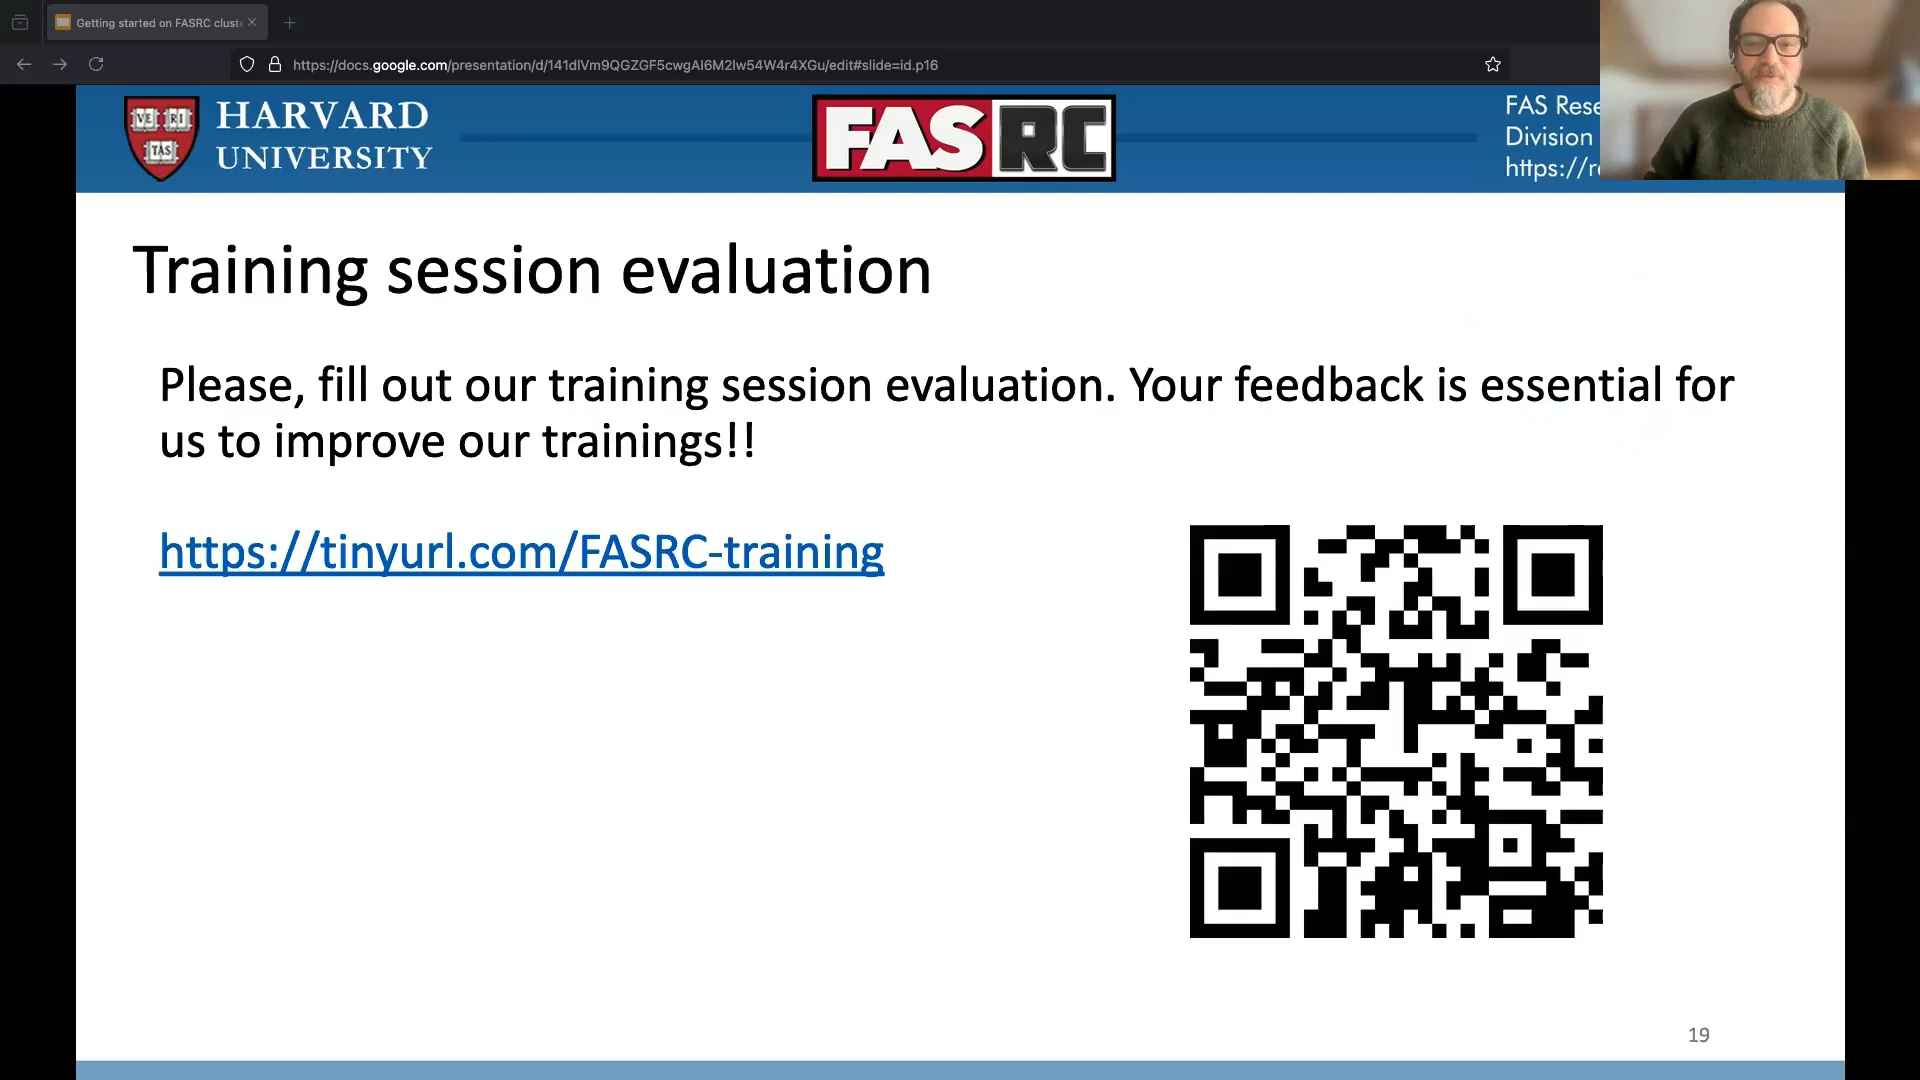 Getting started on FASRC clust
https://docs.google.com/presentation/d/141dlVm9QGZGF5cwgAI6M2lw54W4r4XGu/edit#slide=id.p16
VE RI
TAS
HARVARD
UNIVERSITY
FASRC
FAS Rese
Division
https://r
Training session evaluation
Please, fill out our training session evaluation. Your feedback is essential for
us to improve our trainings!!
https://tinyurl.com/FASRC-training
19